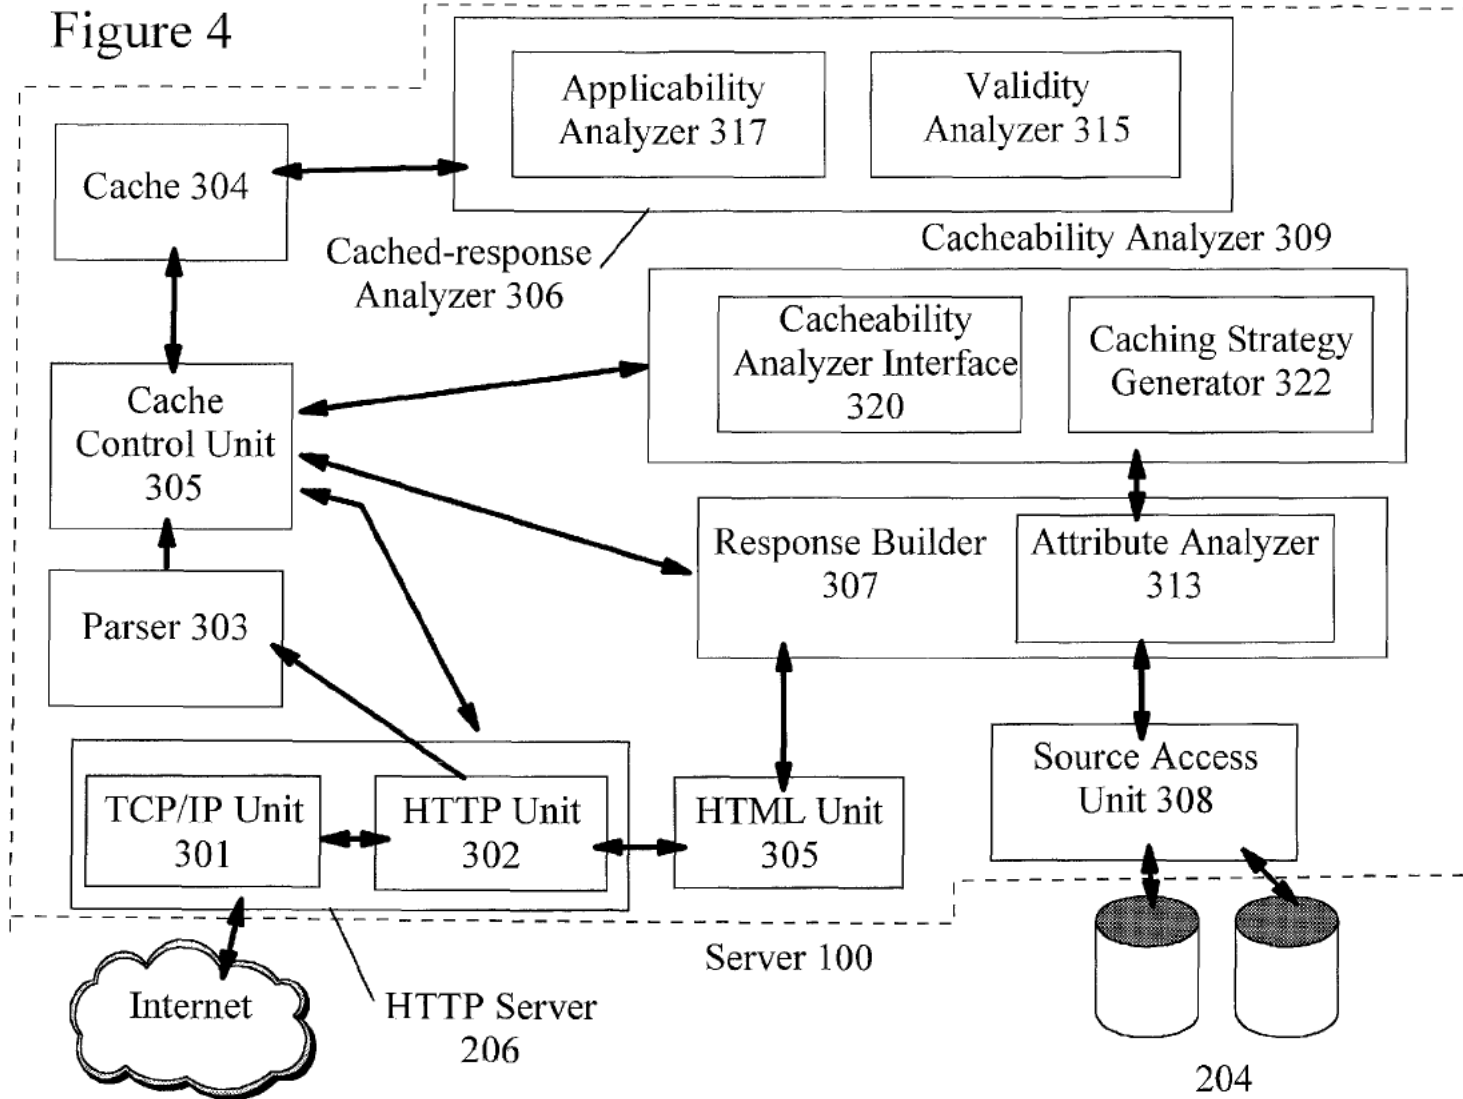 Figure 4
Applicability
Analyzer 317
Validity
Analyzer 315
Cache 304
Cached-response
Analyzer 306
Cacheability Analyzer 309
Cacheability
Analyzer Interface
320
Caching Strategy
Generator 322
Cache
Control Unit
305
Response Builder
307
Attribute Analyzer
313
Parser 303
TCP/IP Unit
301
HTTP Unit
302
HTML Unit
305
Source Access
Unit 308
Server 100
Internet
HTTP Server
206
204